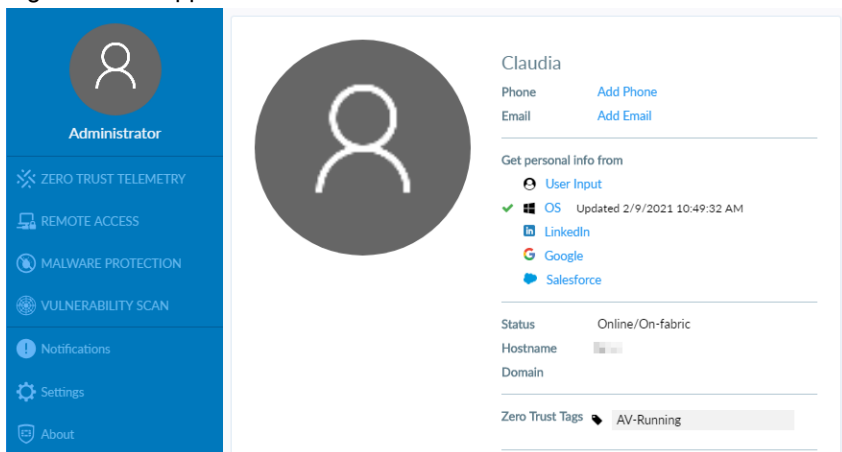 Administrator
ZERO TRUST TELEMETRY
REMOTE ACCESS
MALWARE PROTECTION
VULNERABILITY SCAN
Notifications
Settings
About
Claudia
Phone Add Phone
Email Add Email
Get personal info from
User Input
OS Updated 2/9/2021 10:49:32 AM
LinkedIn
Google
Salesforce
Status Online/On-fabric
Hostname
Domain
Zero Trust Tags AV-Running